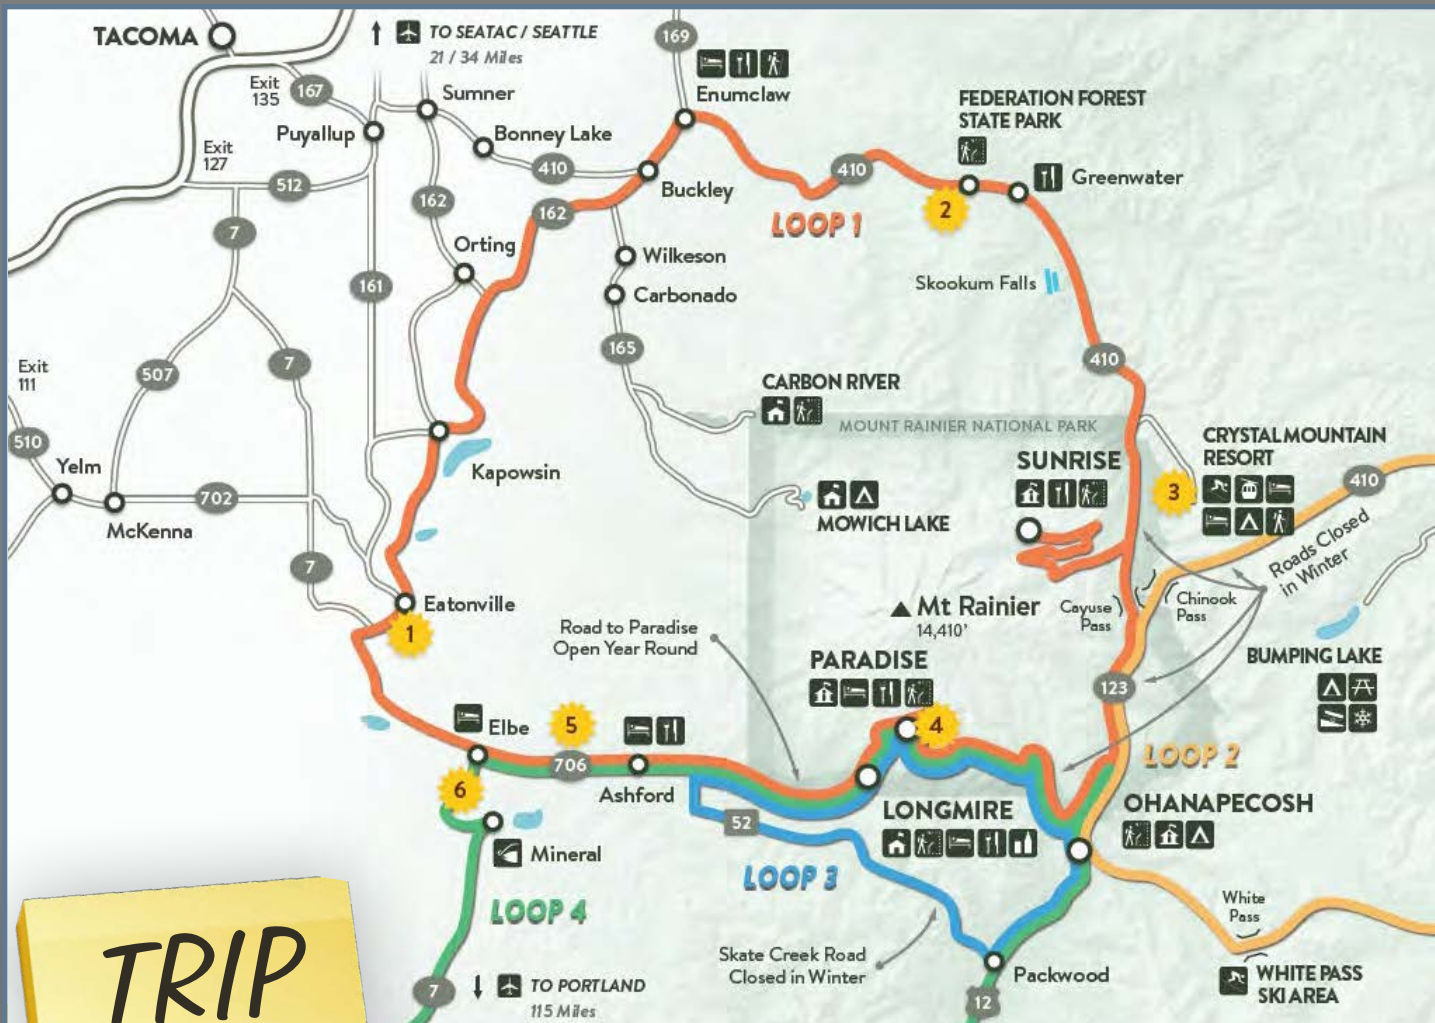 TACOMA
TO SEATAC / SEATTLE
21 / 34 Miles
169
Enumclaw
Exit
135
167
Sumner
Puyallup
Bonney Lake
410
Exit
127
512
162
Buckley
162
7
Orting
161
Wilkeson
Carbonado
165
FEDERATION FOREST
STATE PARK
410
2
Greenwater
LOOP 1
Skookum Falls
410
Exit
111
507
7
510
Yelm
McKenna
702
7
Kapowsin
CARBON RIVER
MOUNT RAINIER NATIONAL PARK
MOWICH LAKE
SUNRISE
3
CRYSTAL MOUNTAIN
RESORT
410
Roads Closed
in Winter
Eatonville
1
Mt Rainier
14,410'
Cayuse
Pass
Chinook
Pass
Road to Paradise
Open Year Round
PARADISE
4
123
BUMPING LAKE
LOOP 2
Elbe
5
706
Ashford
6
52
LONGMIRE
OHANAPECOSH
Mineral
LOOP 3
LOOP 4
White
Pass
Skate Creek Road
Closed in Winter
Packwood
WHITE PASS
SKI AREA
7
TO PORTLAND
115 Miles
12
TRIP